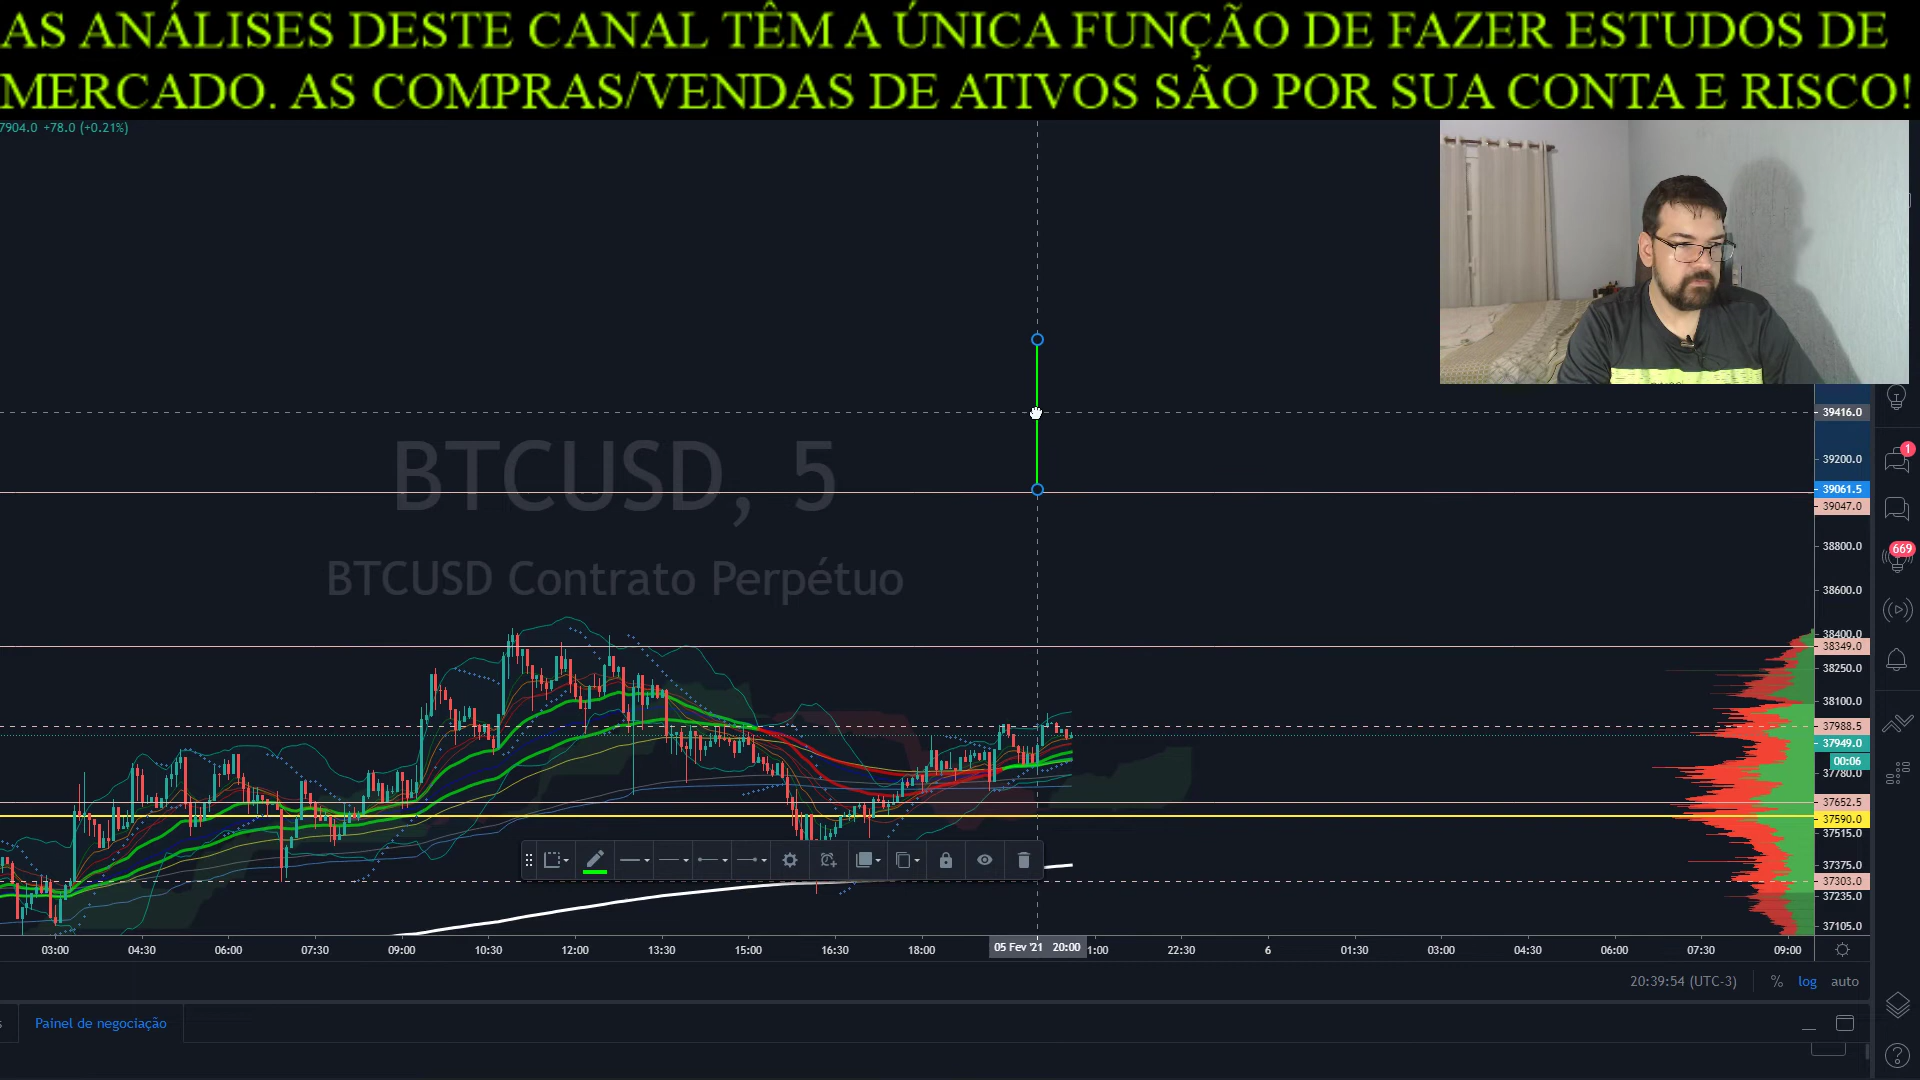 AS ANÁLISES DESTE CANAL TÊM A ÚNICA FUNÇÃO DE FAZER ESTUDOS DE
MERCADO. AS COMPRAS/VENDAS DE ATIVOS SÃO POR SUA CONTA E RISCO!
7904.0 +78.0 (+0.21%)
39416.0
39200.0
39061.5
39047.0
38800.0
38600.0
38400.0
38349.0
38250.0
38100.0
37988.5
37949.0
00:06
37780.0
37652.5
37590.0
37515.0
37375.0
37303.0
37235.0
37105.0
1
669
BTCUSD, 5
BTCUSD Contrato Perpétuo
03:00 04:30 06:00 07:30 09:00 10:30 12:00 13:30 15:00 16:30 18:00 05 Fev '21 20:00 1:00 22:30 6 01:30 03:00 04:30 06:00 07:30 09:00
20:39:54 (UTC-3) % log auto
s Painel de negociação